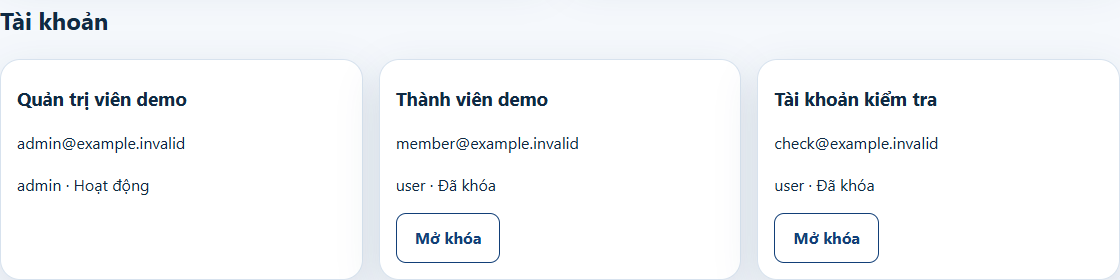 Tài khoản
Quản trị viên demo
admin@example.invalid
admin · Hoạt động
Thành viên demo
member@example.invalid
user · Đã khóa
Mở khóa
Tài khoản kiểm tra
check@example.invalid
user · Đã khóa
Mở khóa